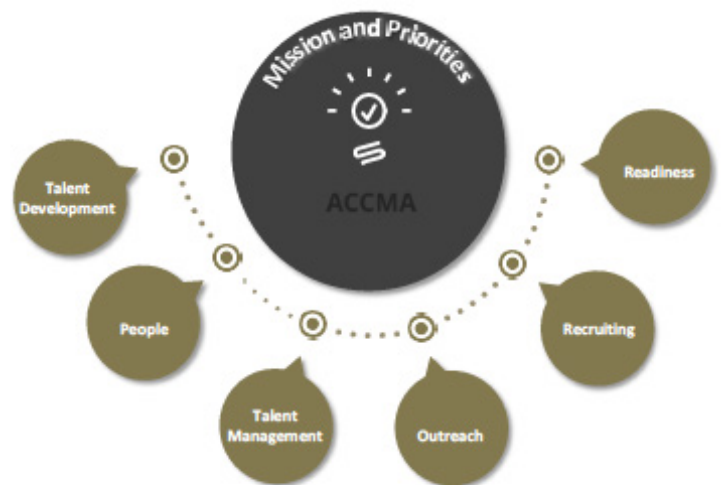 Mission and Priorities
ACCMA
Talent
Development
People
Talent
Management
Outreach
Recruiting
Readiness